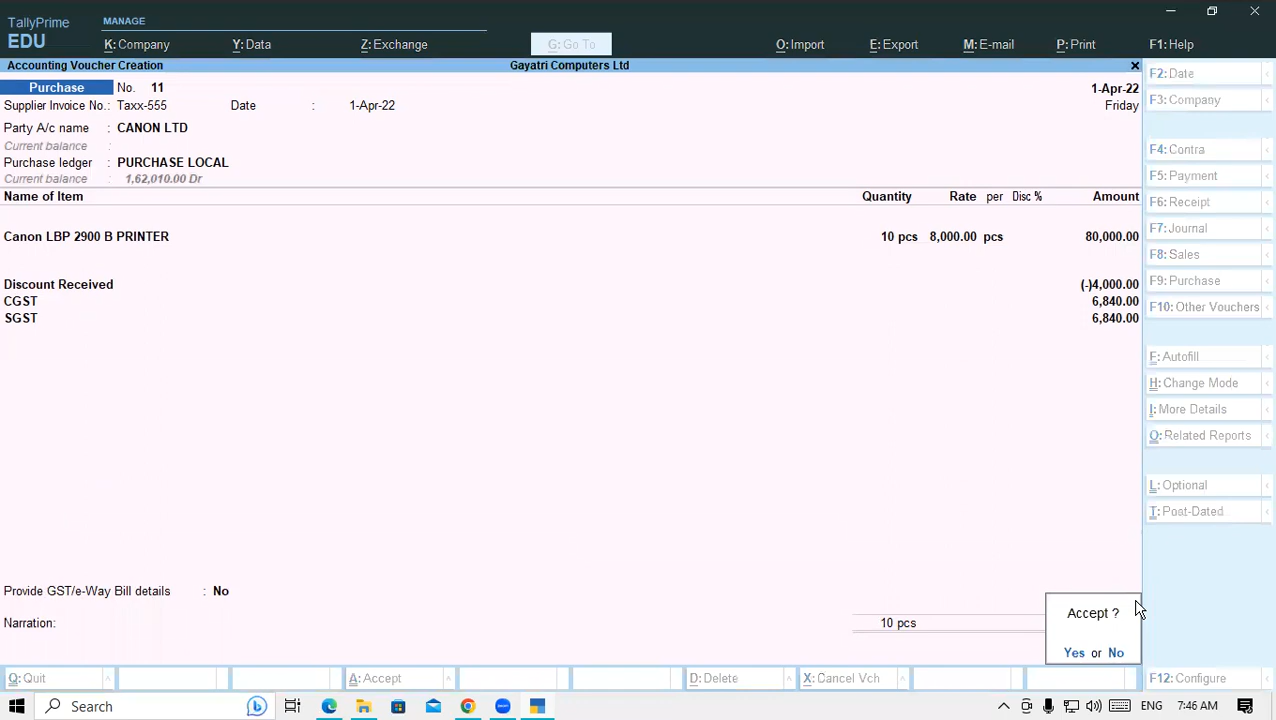 TallyPrime
EDU
MANAGE
K: Company
Y: Data
Z: Exchange
G: Go To
O: Import
E: Export
M: E-mail
P: Print
F1: Help
Accounting Voucher Creation
Gayatri Computers Ltd
Purchase No. 11
1-Apr-22
Supplier Invoice No.: Taxx-555 Date : 1-Apr-22
Friday
Party A/c name : CANON LTD
Current balance :
Purchase ledger : PURCHASE LOCAL
Current balance : 1,62,010.00 Dr
Name of Item Quantity Rate per Disc % Amount
Canon LBP 2900 B PRINTER 10 pcs 8,000.00 pcs 80,000.00
Discount Received (-)4,000.00
CGST 6,840.00
SGST 6,840.00
Provide GST/e-Way Bill details : No
Narration: 10 pcs
Accept ?
Yes or No
F2: Date
F3: Company
F4: Contra
F5: Payment
F6: Receipt
F7: Journal
F8: Sales
F9: Purchase
F10: Other Vouchers
F: Autofill
H: Change Mode
I: More Details
O: Related Reports
L: Optional
T: Post-Dated
Q: Quit
A: Accept
D: Delete
X: Cancel Vch
F12: Configure
Search
ENG
7:46 AM